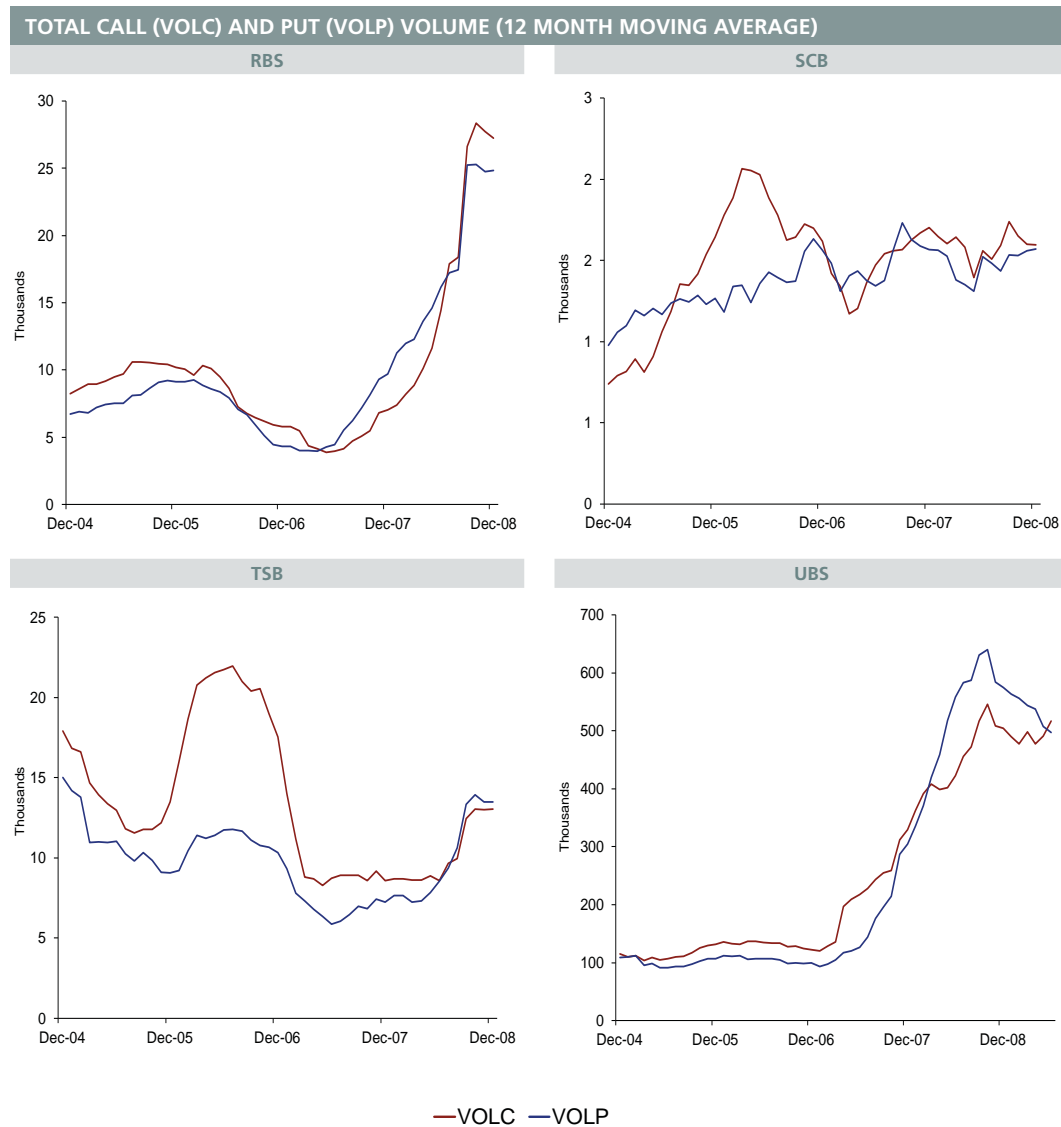 TOTAL CALL (VOLC) AND PUT (VOLP) VOLUME (12 MONTH MOVING AVERAGE)
RBS
30
25
20
15
10
5
0
Thousands
Dec-04 Dec-05 Dec-06 Dec-07 Dec-08
SCB
3
2
2
1
1
0
Thousands
Dec-04 Dec-05 Dec-06 Dec-07 Dec-08
TSB
25
20
15
10
5
0
Thousands
Dec-04 Dec-05 Dec-06 Dec-07 Dec-08
UBS
700
600
500
400
300
200
100
0
Thousands
Dec-04 Dec-05 Dec-06 Dec-07 Dec-08
VOLC VOLP